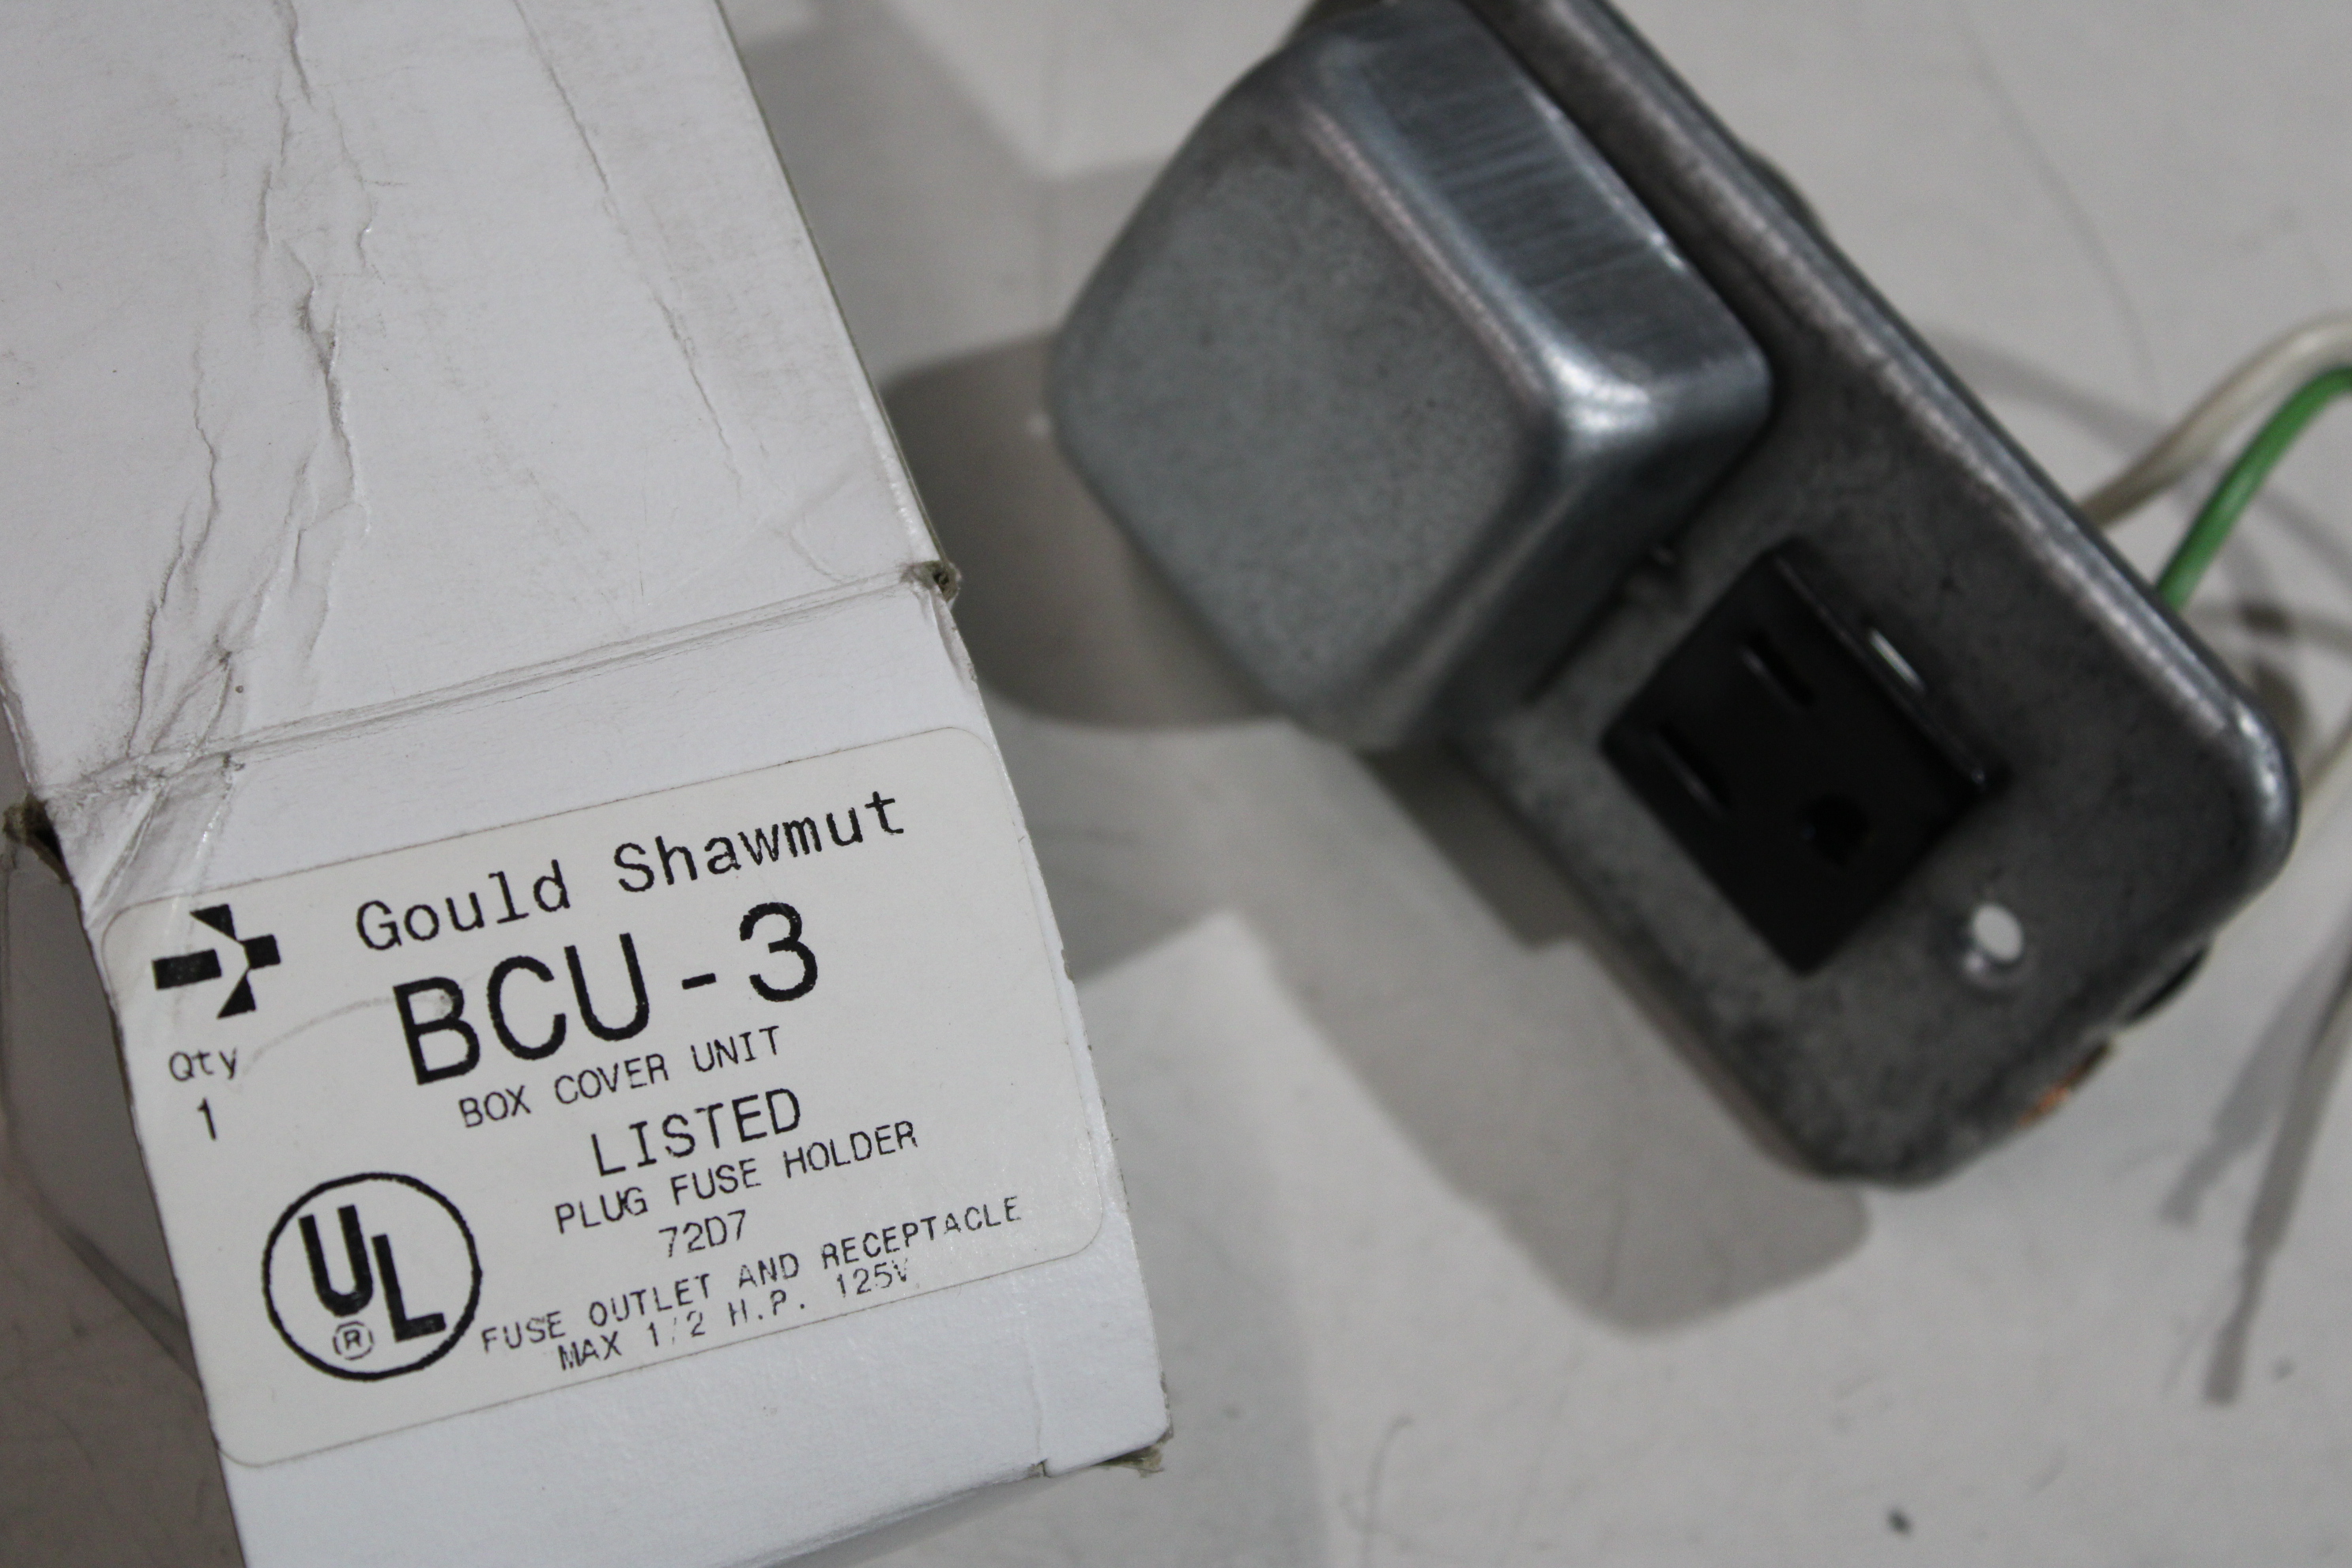 Gould Shawmut
BCU-3
BOX COVER UNIT
Qty
1
LISTED
PLUG FUSE HOLDER
72D7
FUSE OUTLET AND RECEPTACLE
MAX 1/2 H.P. 125V
UL
®